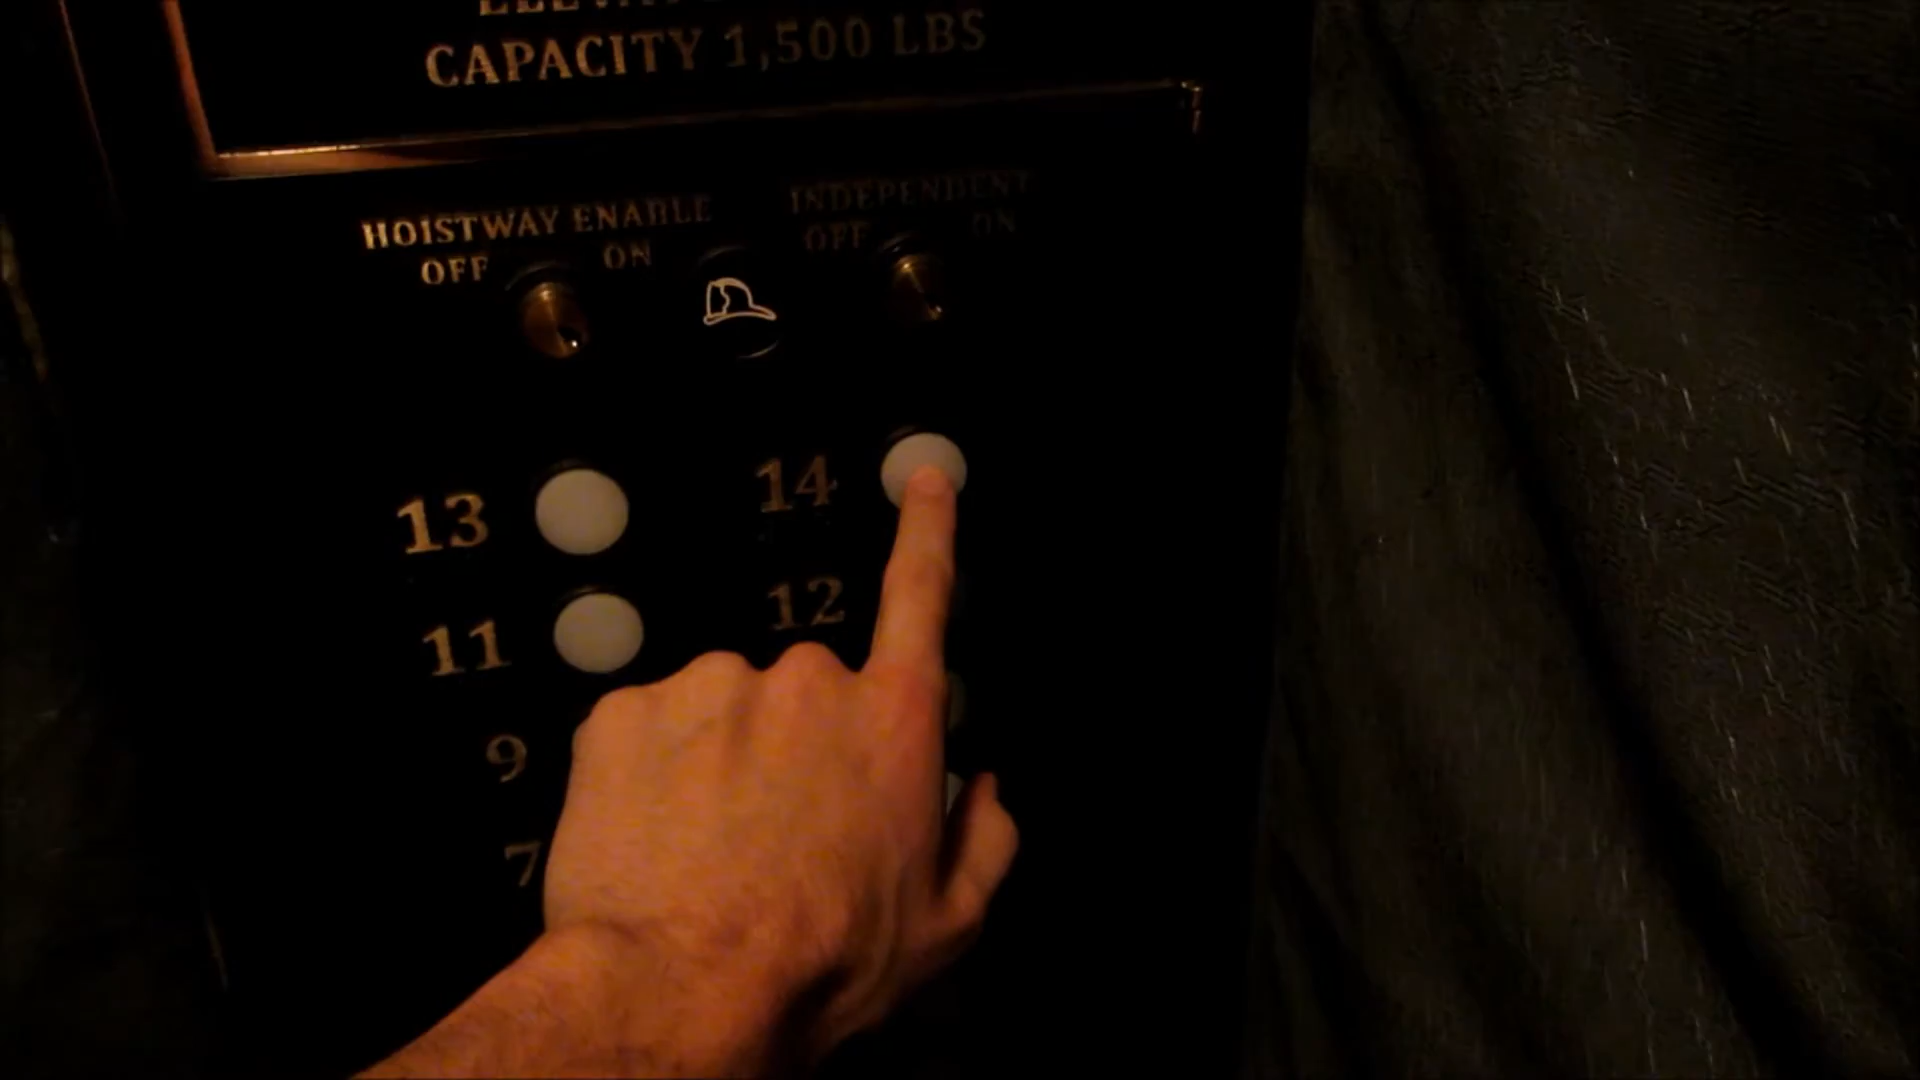 CAPACITY 1,500 LBS
HOISTWAY ENABLE
OFF ON
INDEPENDENT
OFF ON
13 14
11 12
9
7